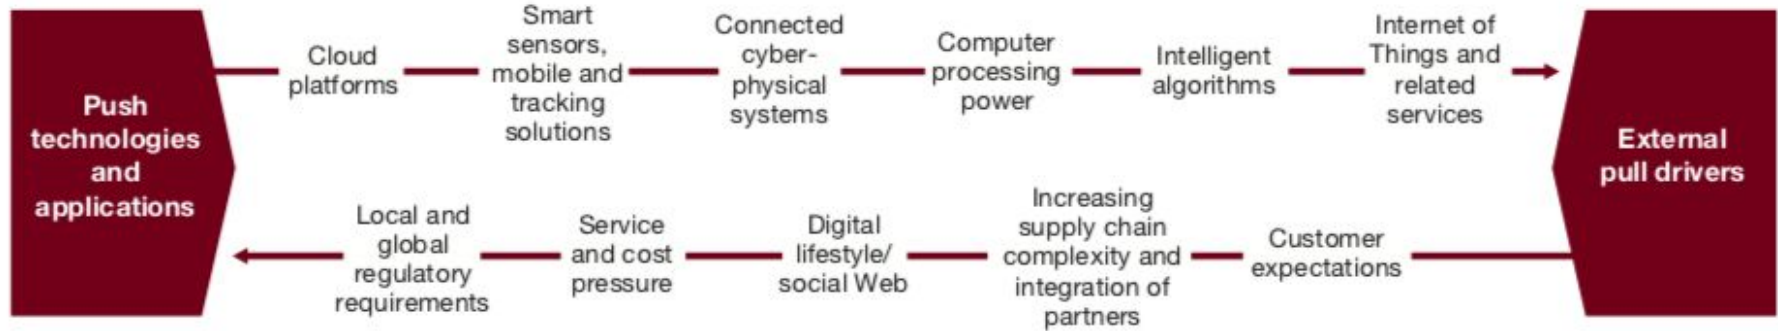 Push
technologies
and
applications
Cloud
platforms
Smart
sensors,
mobile and
tracking
solutions
Connected
cyber-
physical
systems
Computer
processing
power
Intelligent
algorithms
Internet of
Things and
related
services
External
pull drivers
Local and
global
regulatory
requirements
Service
and cost
pressure
Digital
lifestyle/
social Web
Increasing
supply chain
complexity and
integration of
partners
Customer
expectations